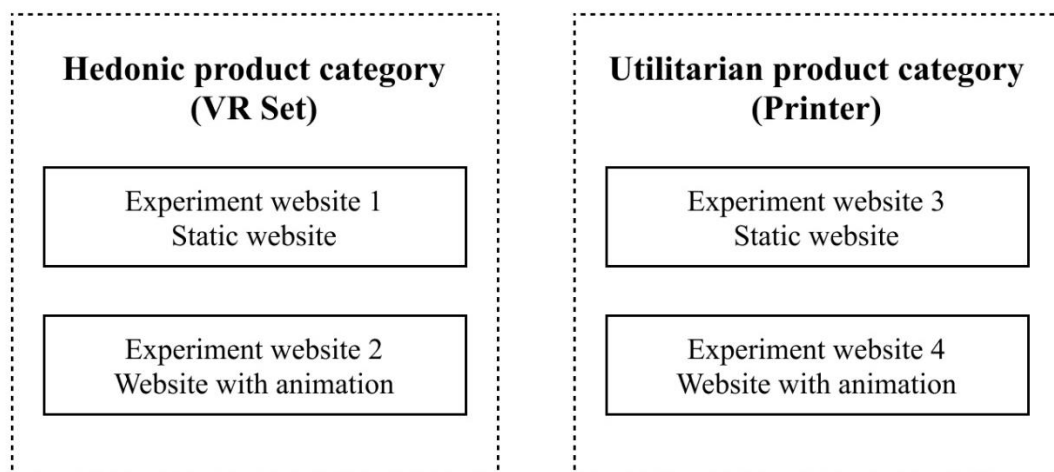 Hedonic product category
(VR Set)
Experiment website 1
Static website
Experiment website 2
Website with animation
Utilitarian product category
(Printer)
Experiment website 3
Static website
Experiment website 4
Website with animation